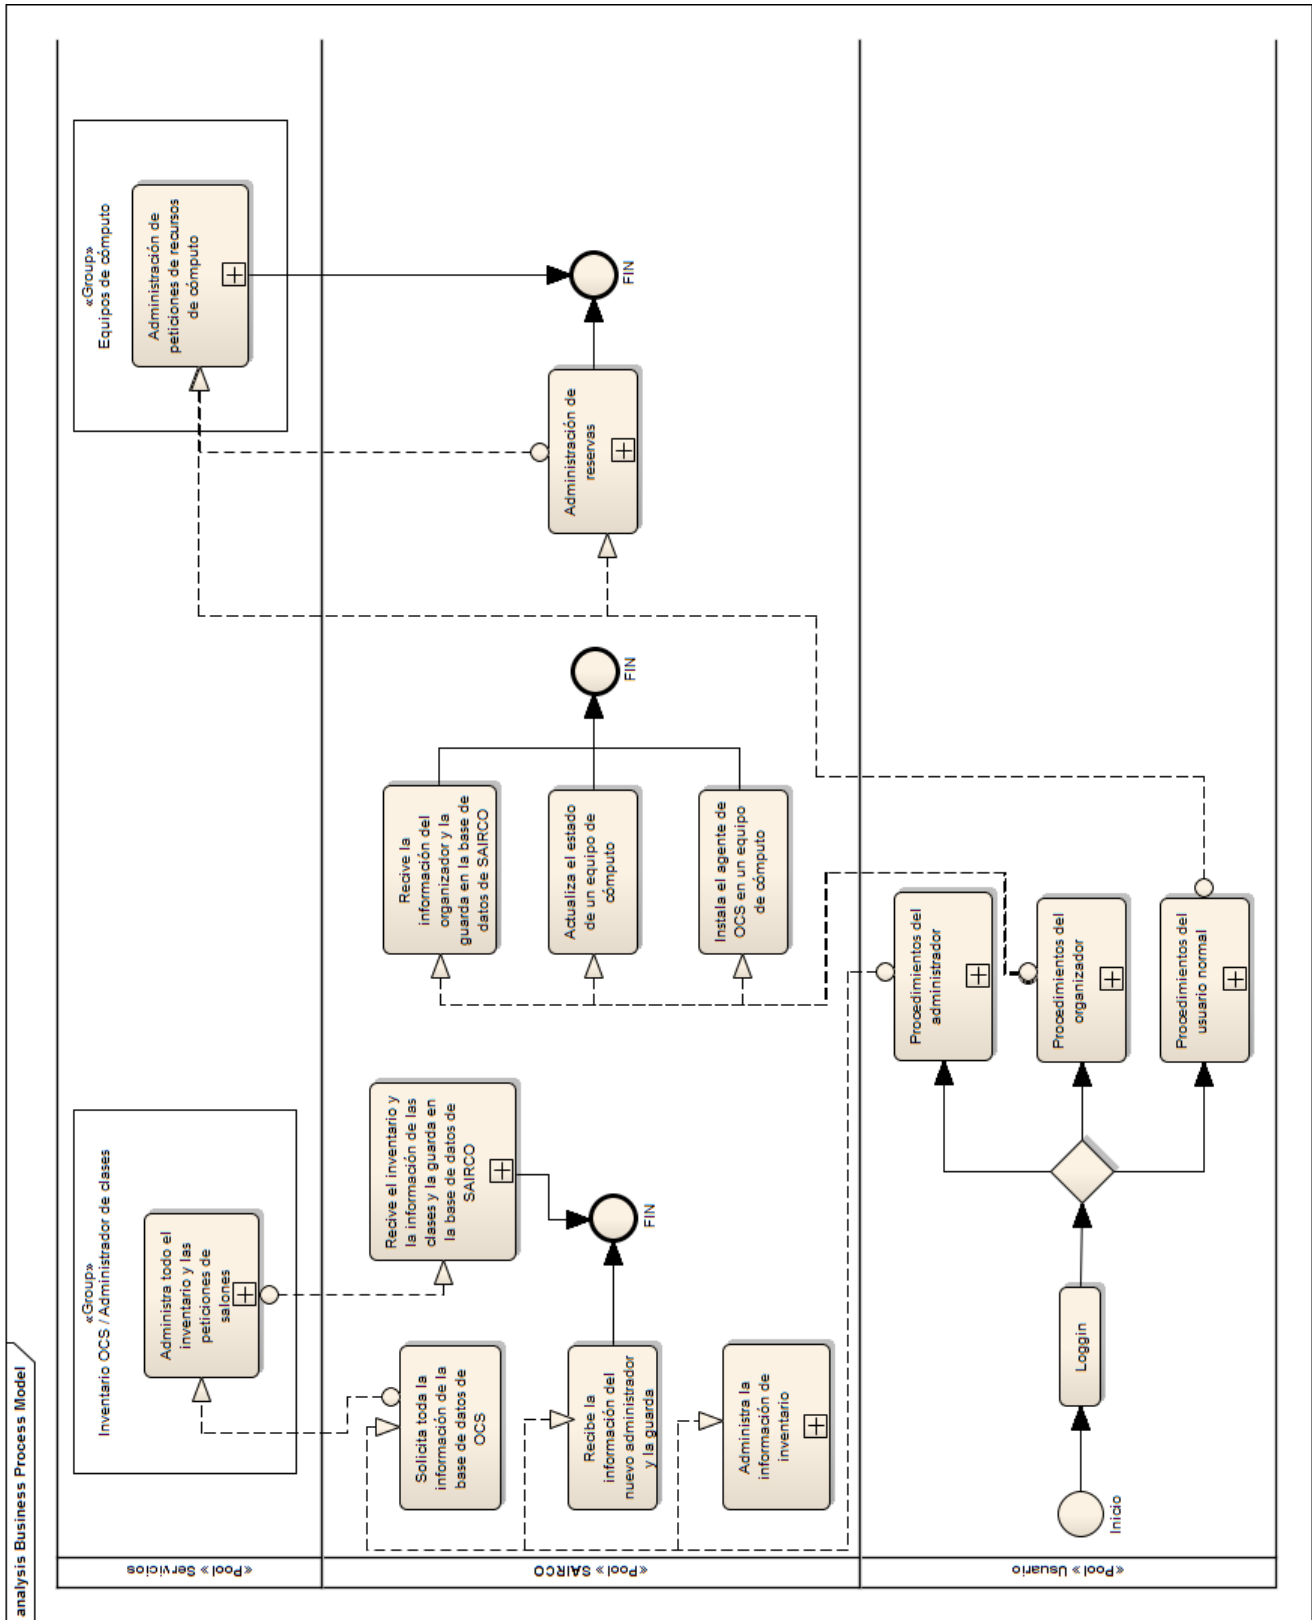 analysis Business Process Model
«Pool» Servicios
«Group»
Inventario OCS / Administrador de clases
Administra todo el
inventario y las
peticiones de
salones
«Group»
Equipos de cómputo
Administración de
peticiones de recursos
de cómputo
«Pool» SAIRCO
Solicita toda la
información de la
base de datos de
OCS
Recibe la
información del
nuevo administrador
y la guarda
Administra la
información de
inventario
Recive el inventario y
la información de las
clases y la guarda en
la base de datos de
SAIRCO
FIN
Recive la
información del
organizador y la
guarda en la base de
datos de SAIRCO
Actualiza el estado
de un equipo de
cómputo
Instala el agente de
OCS en un equipo
de cómputo
FIN
Administración de
reservas
FIN
«Pool» Usuario
Inicio
Loggin
Procedimientos del
administrador
Procedimientos del
organizador
Procedimientos del
usuario normal